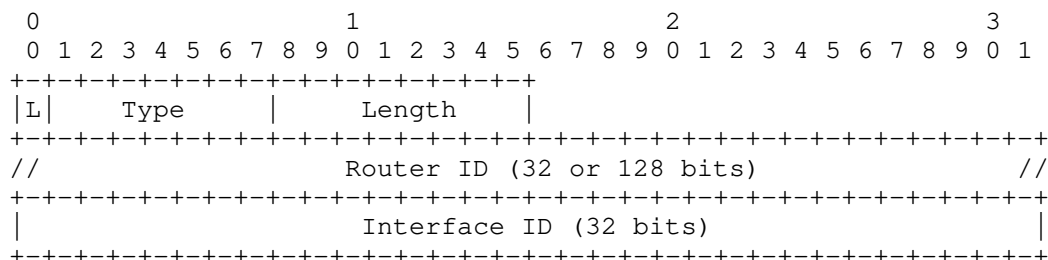 0                   1                   2                   3
 0 1 2 3 4 5 6 7 8 9 0 1 2 3 4 5 6 7 8 9 0 1 2 3 4 5 6 7 8 9 0 1
+-+-+-+-+-+-+-+-+-+-+-+-+-+-+-+-+
|L|    Type     |     Length    |
+-+-+-+-+-+-+-+-+-+-+-+-+-+-+-+-+-+-+-+-+-+-+-+-+-+-+-+-+-+-+-+-+
//                   Router ID (32 or 128 bits)                //
+-+-+-+-+-+-+-+-+-+-+-+-+-+-+-+-+-+-+-+-+-+-+-+-+-+-+-+-+-+-+-+-+
|                     Interface ID (32 bits)                    |
+-+-+-+-+-+-+-+-+-+-+-+-+-+-+-+-+-+-+-+-+-+-+-+-+-+-+-+-+-+-+-+-+